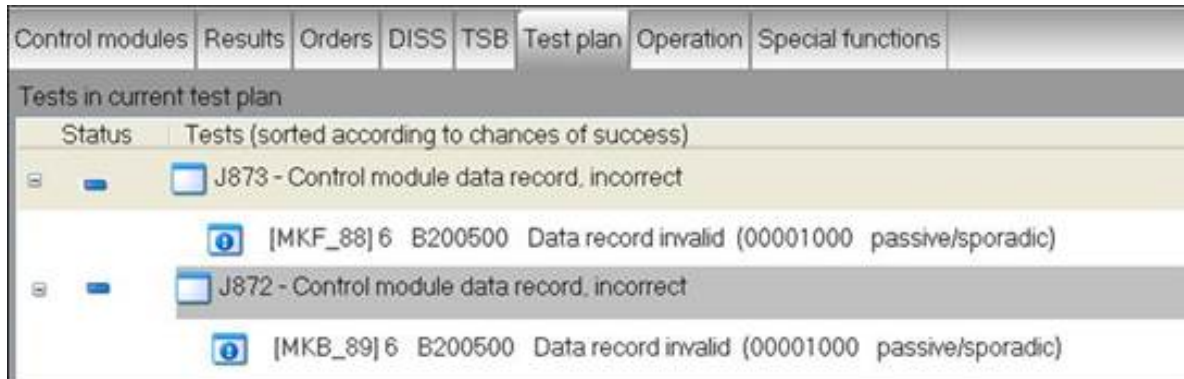 Control modules Results Orders DISS TSB Test plan Operation Special functions
Tests in current test plan
Status Tests (sorted according to chances of success)
J873 - Control module data record, incorrect
[MKF_88] 6 B200500 Data record invalid (00001000 passive/sporadic)
J872 - Control module data record, incorrect
[MKB_89] 6 B200500 Data record invalid (00001000 passive/sporadic)